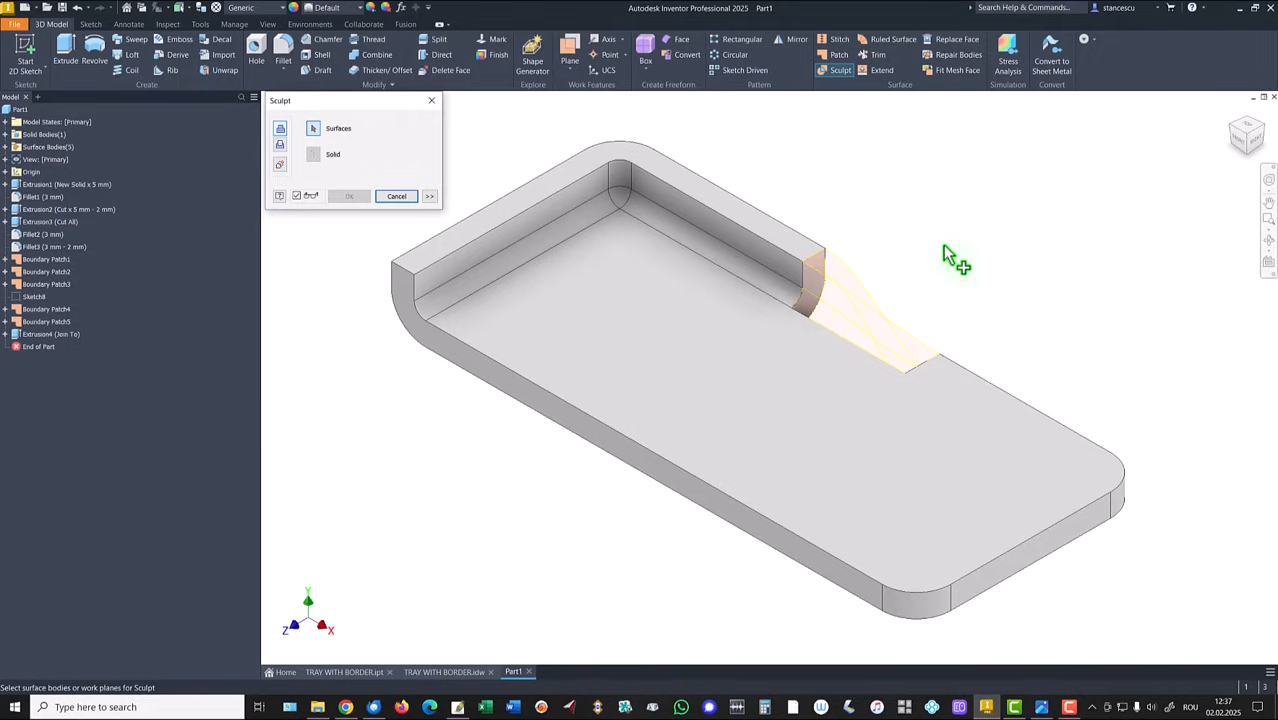 Generic
Default
Autodesk Inventor Professional 2025 Part1
Search Help & Commands...
stancescu
File 3D Model Sketch Annotate Inspect Tools Manage View Environments Collaborate Fusion
Start
2D Sketch
Extrude Revolve
Sweep Emboss Decal
Loft Derive Import
Coil Rib Unwrap
Hole Fillet
Chamfer Thread Split Mark
Shell Combine Direct Finish
Draft Thicken/ Offset Delete Face
Shape
Generator
Plane
Axis
Point
UCS
Box
Face
Convert
Rectangular Mirror
Circular
Sketch Driven
Stitch Ruled Surface Replace Face
Patch Trim Repair Bodies
Sculpt Extend Fit Mesh Face
Stress
Analysis
Convert to
Sheet Metal
Sketch Create Modify Explore Work Features Create Freeform Pattern Surface Simulation Convert
Model
Part1
Model States: [Primary]
Solid Bodies(1)
Surface Bodies(5)
View: [Primary]
Origin
Extrusion1 (New Solid x 5 mm)
Fillet1 (3 mm)
Extrusion2 (Cut x 5 mm - 2 mm)
Extrusion3 (Cut All)
Fillet2 (3 mm)
Fillet3 (3 mm - 2 mm)
Boundary Patch1
Boundary Patch2
Boundary Patch3
Sketch8
Boundary Patch4
Boundary Patch5
Extrusion4 (Join To)
End of Part
Sculpt
Surfaces
Solid
OK
Cancel
>>
TOP
FRONT
RIGHT
Y
Z
X
Home TRAY WITH BORDER.ipt TRAY WITH BORDER.idw Part1
Select surface bodies or work planes for Sculpt
1 3
Type here to search
ROU
12:37
02.02.2025